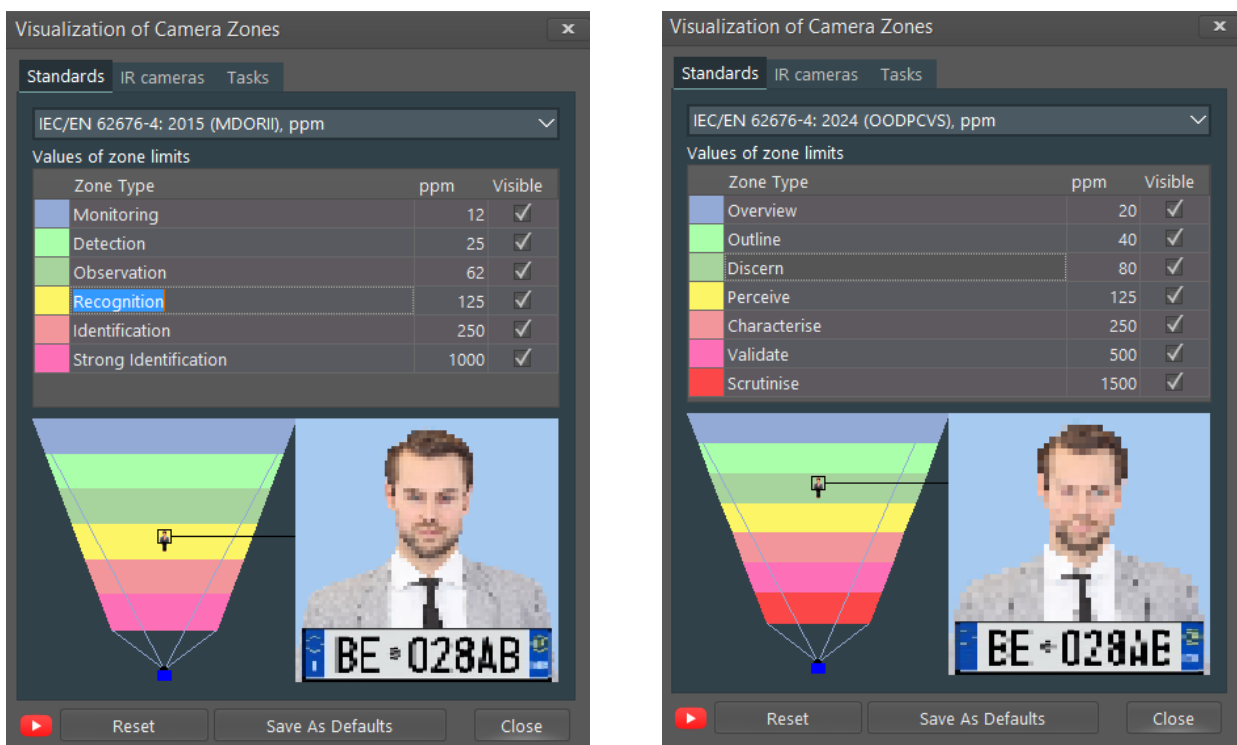 Visualization of Camera Zones x
Standards IR cameras Tasks
IEC/EN 62676-4: 2015 (MDORII), ppm
Values of zone limits
Zone Type ppm Visible
Monitoring 12
Detection 25
Observation 62
Recognition 125
Identification 250
Strong Identification 1000
BE 028AB
Reset Save As Defaults Close
Visualization of Camera Zones x
Standards IR cameras Tasks
IEC/EN 62676-4: 2024 (OODPCVS), ppm
Values of zone limits
Zone Type ppm Visible
Overview 20
Outline 40
Discern 80
Perceive 125
Characterise 250
Validate 500
Scrutinise 1500
BE 028AB
Reset Save As Defaults Close